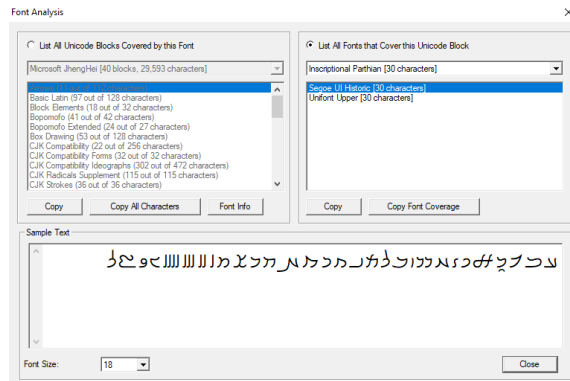 Font Analysis
List All Unicode Blocks Covered by this Font
Microsoft JhengHei [40 blocks, 29,593 characters]
Basic Latin (97 out of 128 characters)
Block Elements (18 out of 32 characters)
Bopomofo (41 out of 42 characters)
Bopomofo Extended (24 out of 27 characters)
Box Drawing (53 out of 128 characters)
CJK Compatibility (22 out of 256 characters)
CJK Compatibility Forms (32 out of 32 characters)
CJK Compatibility Ideographs (302 out of 472 characters)
CJK Radicals Supplement (115 out of 115 characters)
CJK Strokes (36 out of 36 characters)
Copy
Copy All Characters
Font Info
List All Fonts that Cover this Unicode Block
Inscriptional Parthian [30 characters]
Segoe UI Historic [30 characters]
Unifont Upper [30 characters]
Copy
Copy Font Coverage
Sample Text
𐭀𐭁𐭂𐭃𐭄𐭅𐭆𐭇𐭈𐭉𐭊𐭋𐭌𐭍𐭎𐭏𐭐𐭑𐭒𐭓𐭔𐭕𐭘𐭙𐭚𐭛𐭜𐭝𐭞𐭟
Font Size:
18
Close